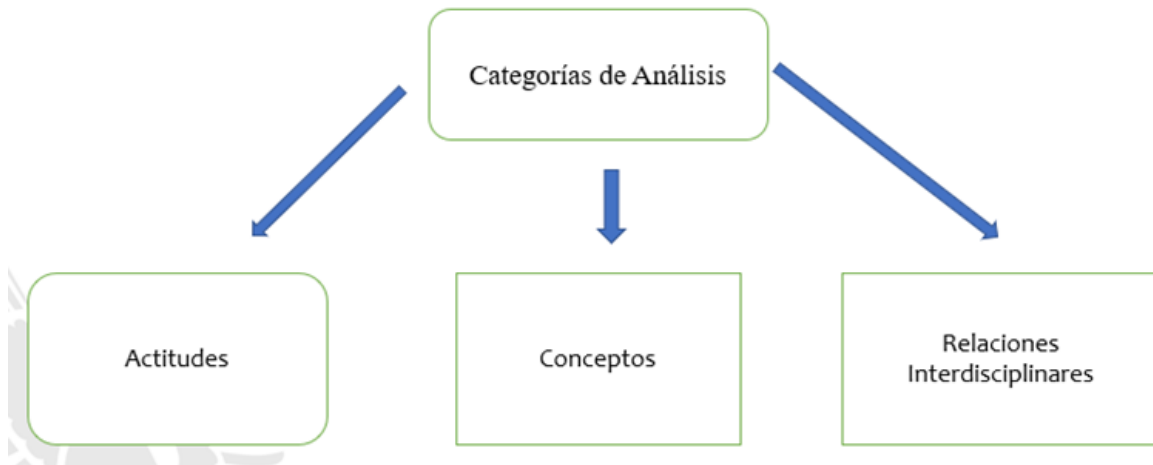 Categorías de Análisis
Actitudes
Conceptos
Relaciones
Interdisciplinares